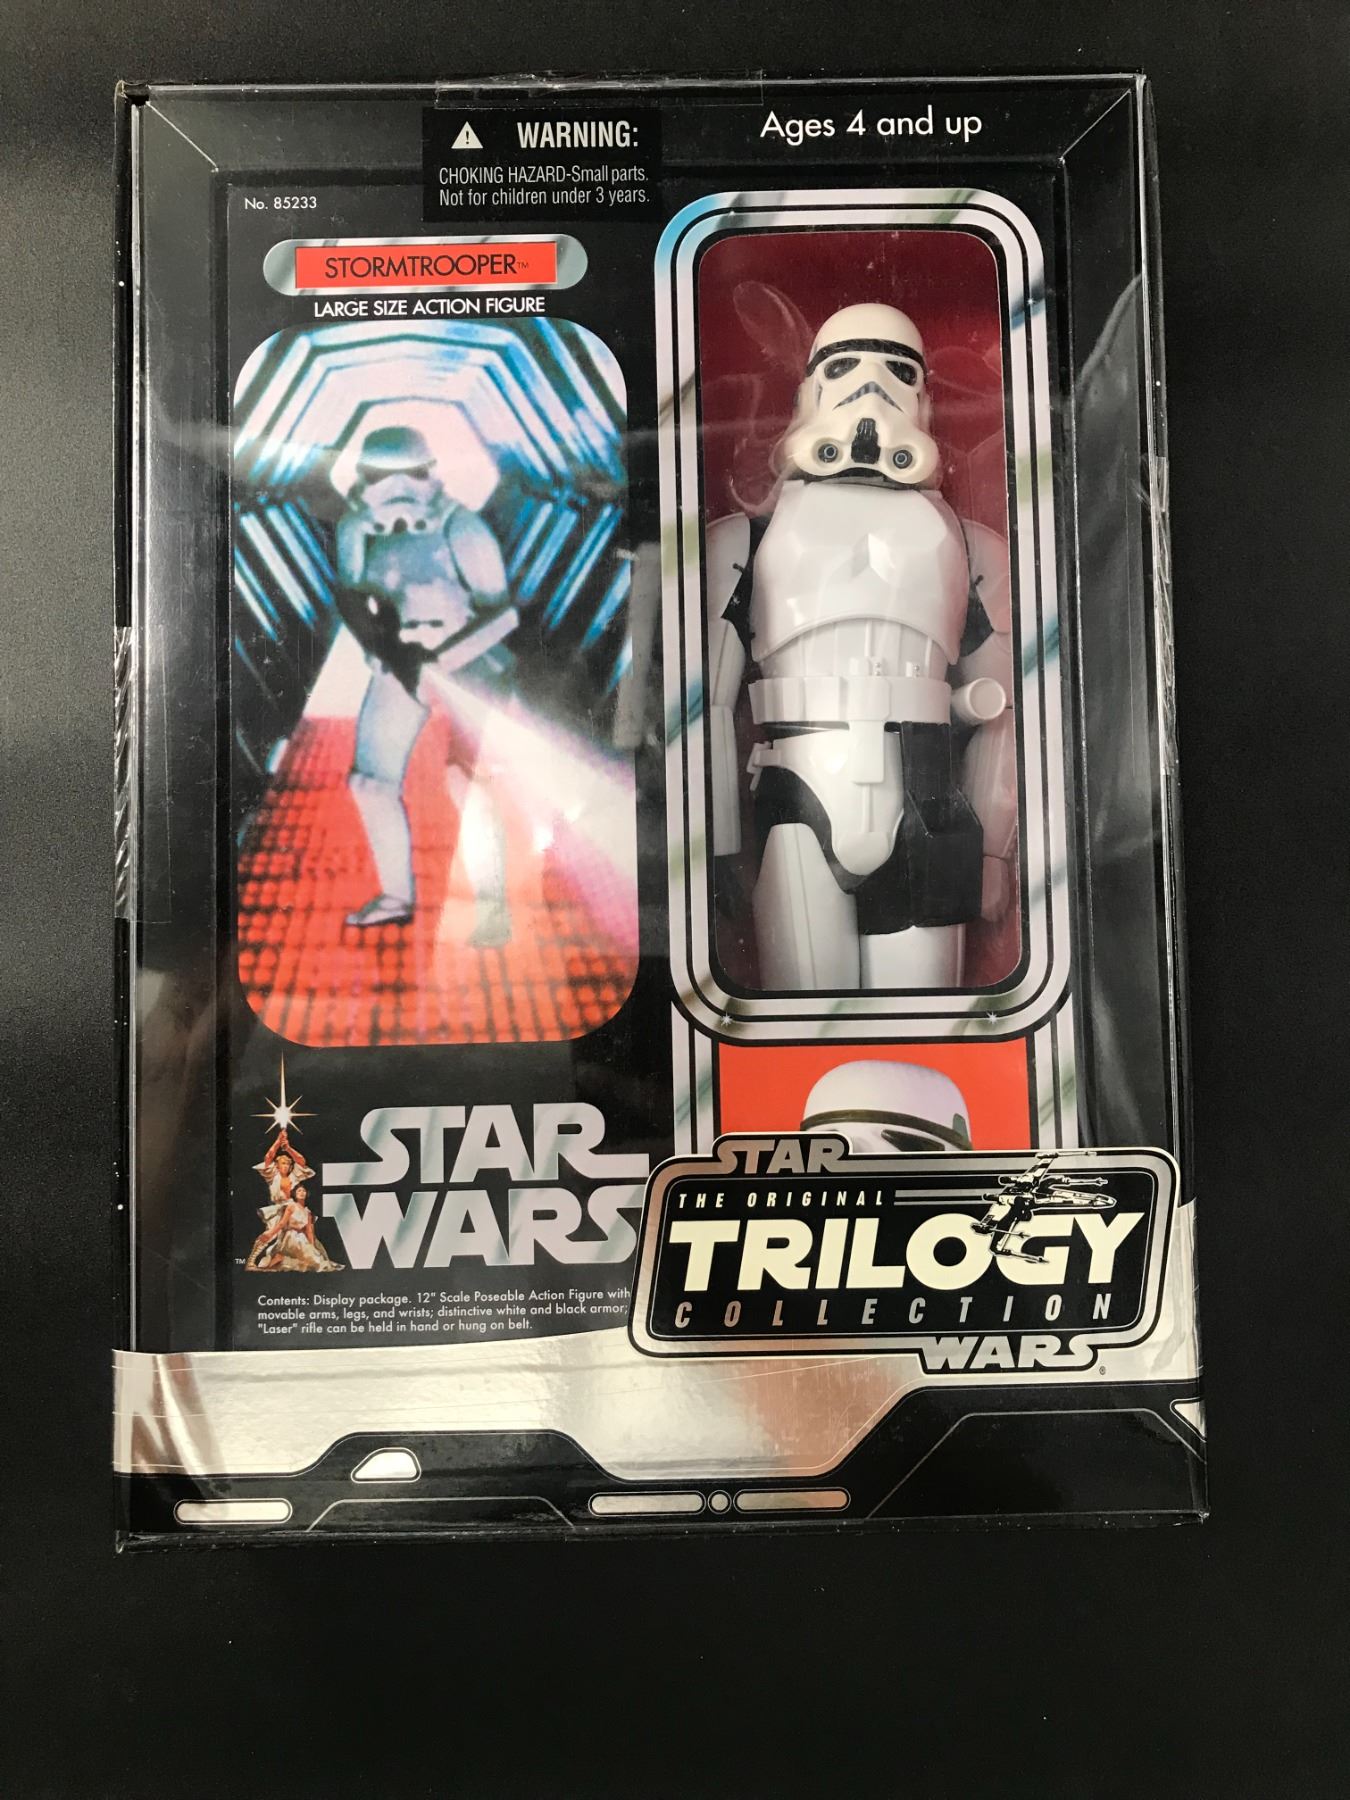 WARNING:
CHOKING HAZARD-Small parts.
Not for children under 3 years.
Ages 4 and up
No. 85233
STORMTROOPER™
LARGE SIZE ACTION FIGURE
STAR
WARS
TM
Contents: Display package. 12" Scale Poseable Action Figure with
movable arms, legs, and wrists; distinctive white and black armor;
"Laser" rifle can be held in hand or hung on belt.
STAR
THE ORIGINAL
TRILOGY
COLLECTION
WARS®